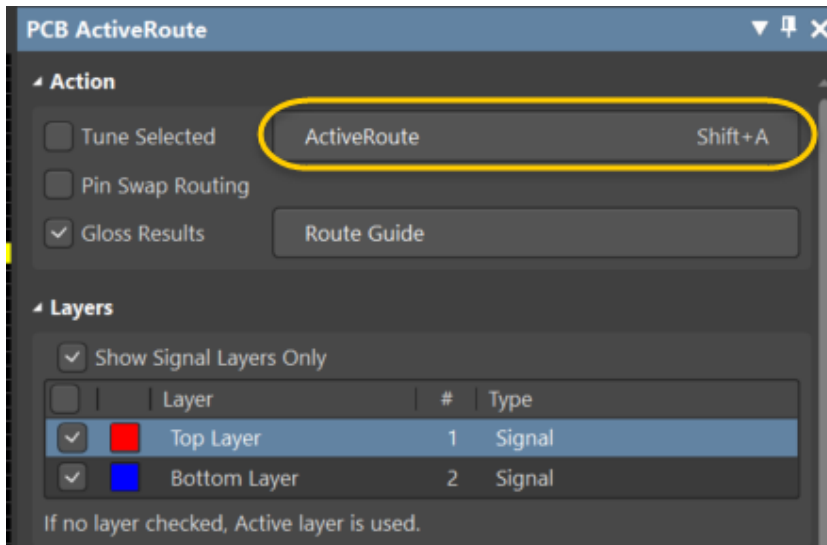 PCB ActiveRoute
Action
Tune Selected ActiveRoute Shift+A
Pin Swap Routing
Gloss Results Route Guide
Layers
Show Signal Layers Only
Layer # Type
Top Layer 1 Signal
Bottom Layer 2 Signal
If no layer checked, Active layer is used.